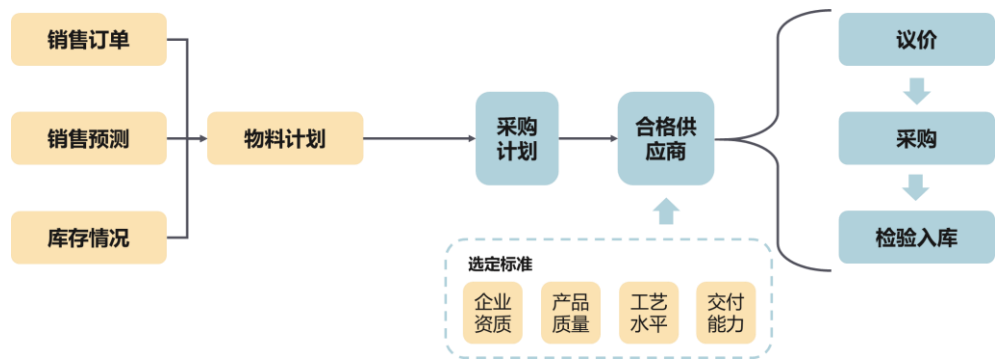 销售订单
销售预测
库存情况
物料计划
采购
计划
合格供
应商
选定标准
企业
资质
产品
质量
工艺
水平
交付
能力
议价
采购
检验入库